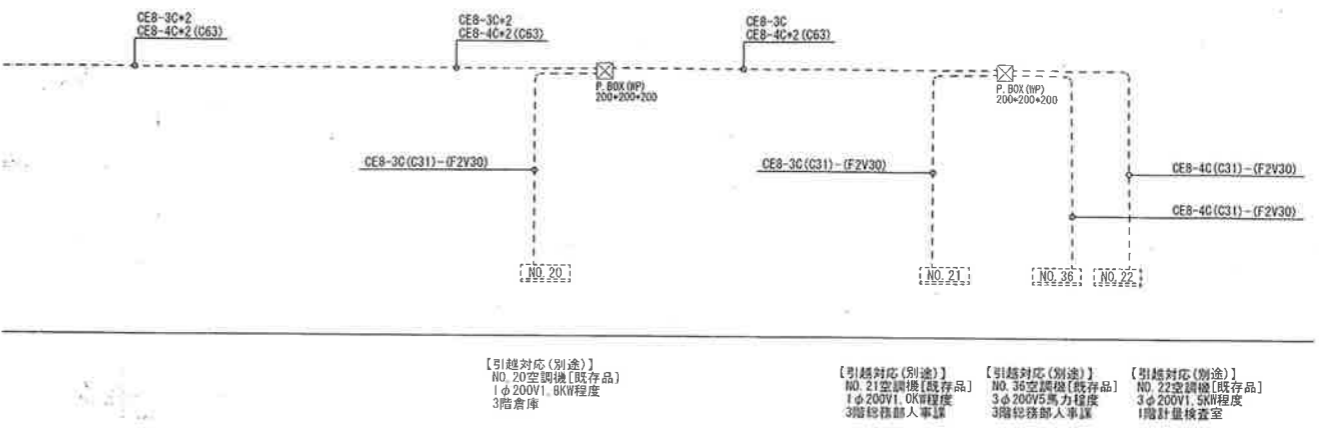 CE8-3C*2
CE8-4C*2(C63)
CE8-3C*2
CE8-4C*2(C63)
CE8-3C
CE8-4C*2(C63)
P.BOX(WP)
200*200*200
P.BOX(WP)
200*200*200
CE8-3C(C31)-(F2V30)
CE8-3C(C31)-(F2V30)
CE8-4C(C31)-(F2V30)
CE8-4C(C31)-(F2V30)
NO.20
NO.21
NO.36
NO.22
【引越対応(別途)】
NO.20空調機[既存品]
1φ200V1.8KW程度
3階倉庫
【引越対応(別途)】
NO.21空調機[既存品]
1φ200V1.0KW程度
3階総務部人事課
【引越対応(別途)】
NO.36空調機[既存品]
3φ200V5馬力程度
3階総務部人事課
【引越対応(別途)】
NO.22空調機[既存品]
3φ200V1.5KW程度
1階計量検査室